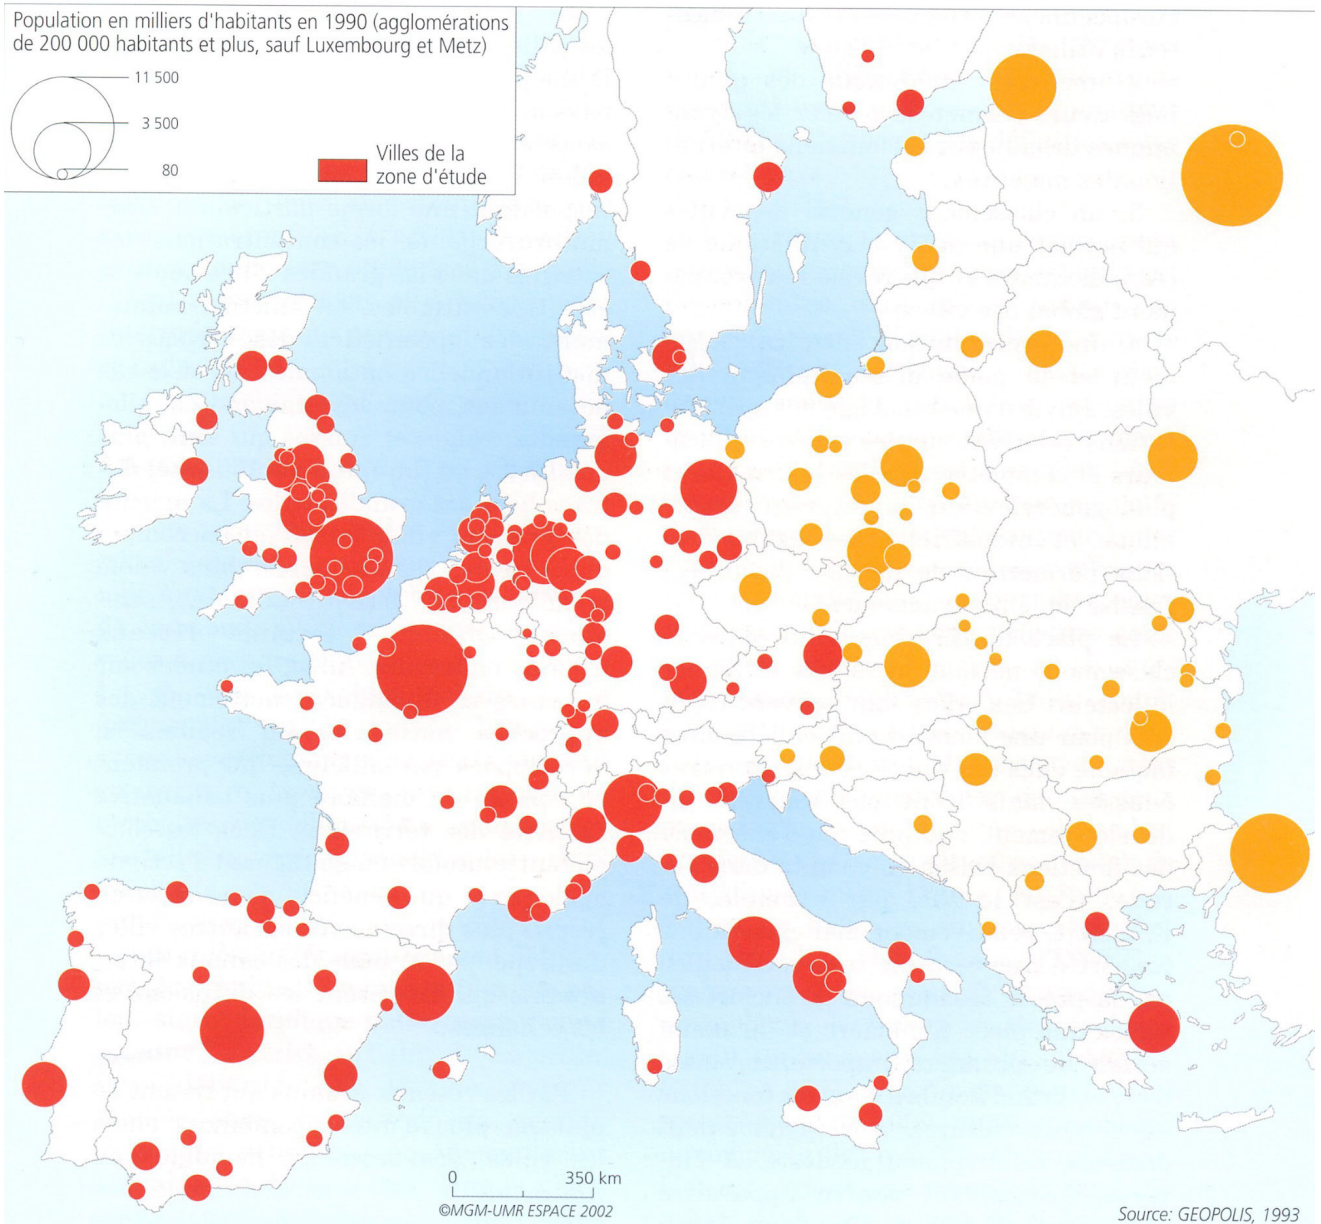 Population en milliers d'habitants en 1990 (agglomérations
de 200 000 habitants et plus, sauf Luxembourg et Metz)
11 500
3 500
80
Villes de la
zone d'étude
0 350 km
©MGM-UMR ESPACE 2002
Source: GEOPOLIS, 1993